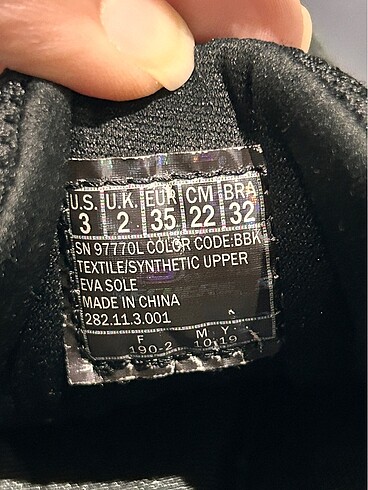 U.S. U.K. EUR CM BRA
3 2 35 22 32
SN 97770L COLOR CODE:BBK
TEXTILE/SYNTHETIC UPPER
EVA SOLE
MADE IN CHINA
282.11.3.001
F M Y
190-2 10.19